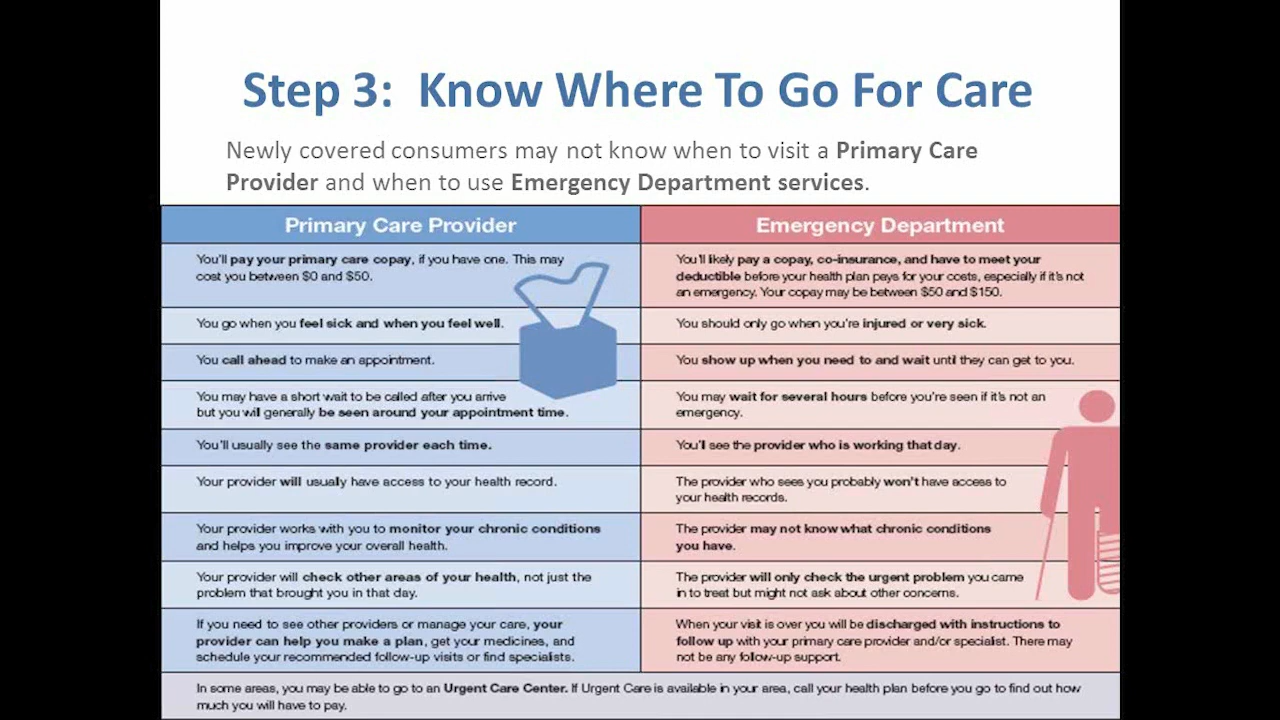 Step 3: Know Where To Go For Care
Newly covered consumers may not know when to visit a Primary Care
Provider and when to use Emergency Department services.
Primary Care Provider
Emergency Department
You'll pay your primary care copay, if you have one. This may
cost you between $0 and $50.
You'll likely pay a copay, co-insurance, and have to meet your
deductible before your health plan pays for your costs, especially if it's not
an emergency. Your copay may be between $50 and $150.
You go when you feel sick and when you feel well.
You should only go when you're injured or very sick.
You call ahead to make an appointment.
You show up when you need to and wait until they can get to you.
You may have a short wait to be called after you arrive
but you will generally be seen around your appointment time.
You may wait for several hours before you're seen if it's not an
emergency.
You'll usually see the same provider each time.
You'll see the provider who is working that day.
Your provider will usually have access to your health record.
The provider who sees you probably won't have access to
your health records.
Your provider works with you to monitor your chronic conditions
and helps you improve your overall health.
The provider may not know what chronic conditions
you have.
Your provider will check other areas of your health, not just the
problem that brought you in that day.
The provider will only check the urgent problem you came
in to treat but might not ask about other concerns.
If you need to see other providers or manage your care, your
provider can help you make a plan, get your medicines, and
schedule your recommended follow-up visits or find specialists.
When your visit is over you will be discharged with instructions to
follow up with your primary care provider and/or specialist. There may
not be any follow-up support.
In some areas, you may be able to go to an Urgent Care Center. If Urgent Care is available in your area, call your health plan before you go to find out how
much you will have to pay.